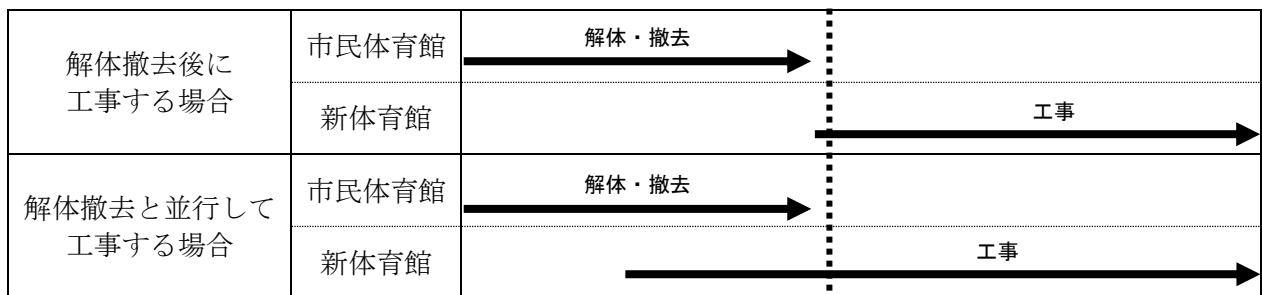 解体撤去後に
工事する場合
市民体育館
解体・撤去
新体育館
工事
解体撤去と並行して
工事する場合
市民体育館
解体・撤去
新体育館
工事